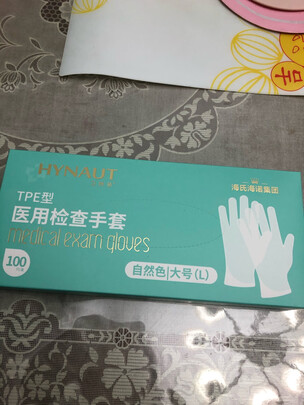 号
HYNAUT
海氏海诺集团
TPE型
医用检查手套
medical exam gloves
100
自然色|大号(L)